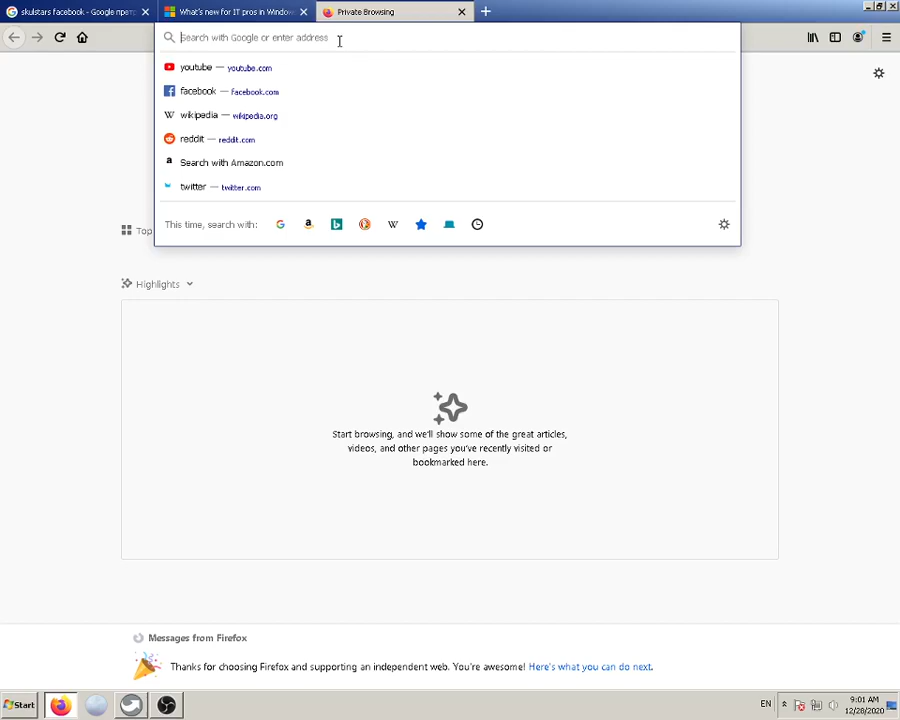 skulstars facebook - Google прет
What's new for IT pros in Window
Private Browsing
Search with Google or enter address
youtube — youtube.com
facebook — facebook.com
wikipedia — wikipedia.org
reddit — reddit.com
Search with Amazon.com
twitter — twitter.com
This time, search with:
Top
Highlights
Start browsing, and we'll show some of the great articles,
videos, and other pages you've recently visited or
bookmarked here.
Messages from Firefox
Thanks for choosing Firefox and supporting an independent web. You're awesome! Here's what you can do next.
Start
EN
9:01 AM
12/28/2020